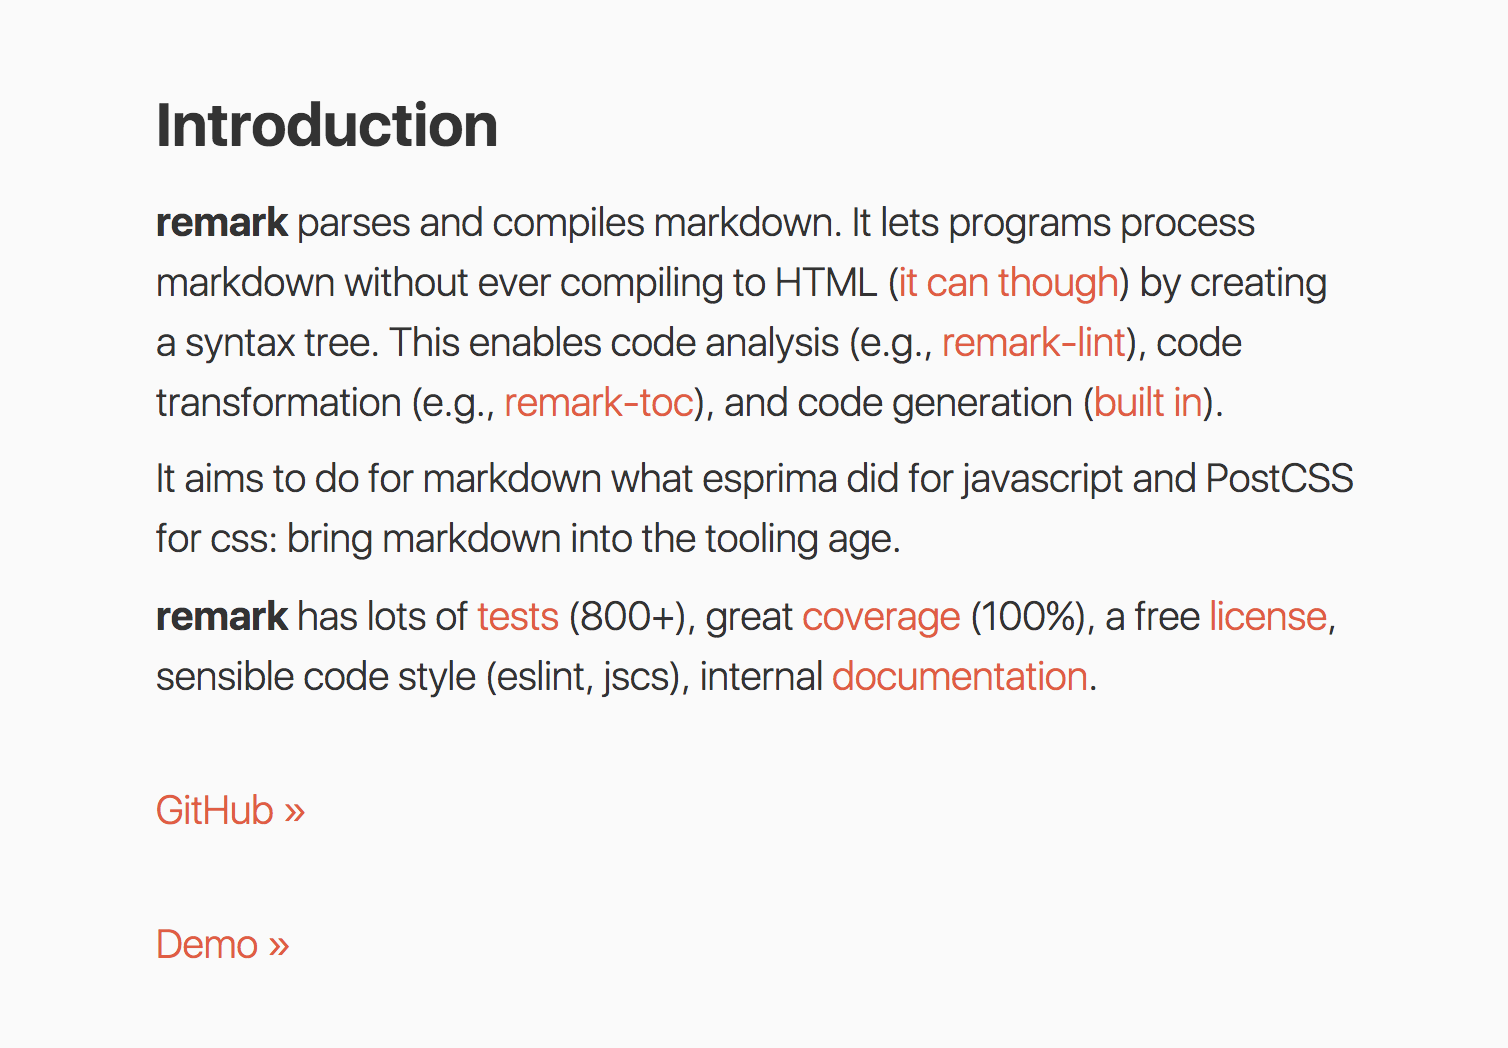 Introduction
remark parses and compiles markdown. It lets programs process
markdown without ever compiling to HTML (it can though) by creating
a syntax tree. This enables code analysis (e.g., remark-lint), code
transformation (e.g., remark-toc), and code generation (built in).
It aims to do for markdown what esprima did for javascript and PostCSS
for css: bring markdown into the tooling age.
remark has lots of tests (800+), great coverage (100%), a free license,
sensible code style (eslint, jscs), internal documentation.
GitHub »
Demo »